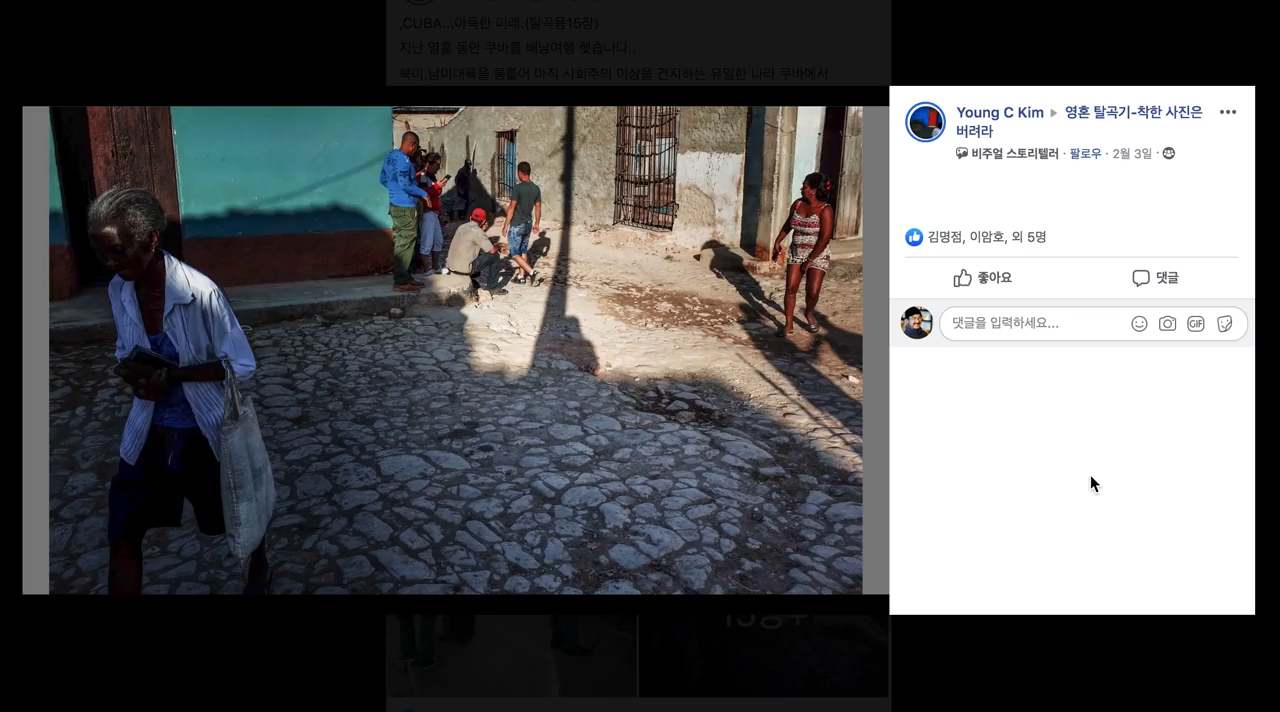 ,CUBA...아득한 미래.(탈곡용15장)
지난 열흘 동안 쿠바를 배낭여행 했습니다..
북미,남미대륙을 통틀어 아직 사회주의 이상을 견지하는 유일한 나라 쿠바에서
Young C Kim ▶ 영혼 탈곡기-착한 사진은
버려라
비주얼 스토리텔러 · 팔로우 · 2월 3일 ·
김명점, 이암호, 외 5명
좋아요 댓글
댓글을 입력하세요... GIF